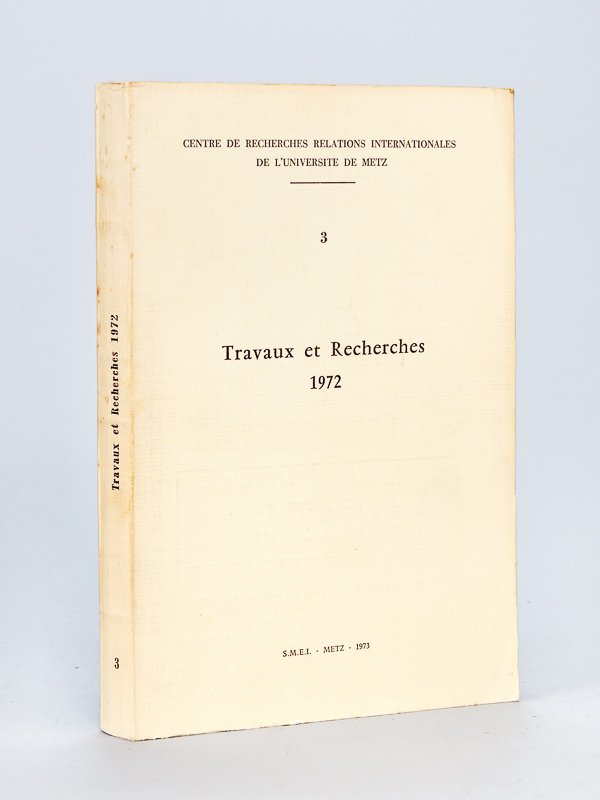 CENTRE DE RECHERCHES RELATIONS INTERNATIONALES
DE L'UNIVERSITE DE METZ
3
Travaux et Recherches
1972
S.M.E.I. - METZ - 1973
Travaux et Recherches 1972
3